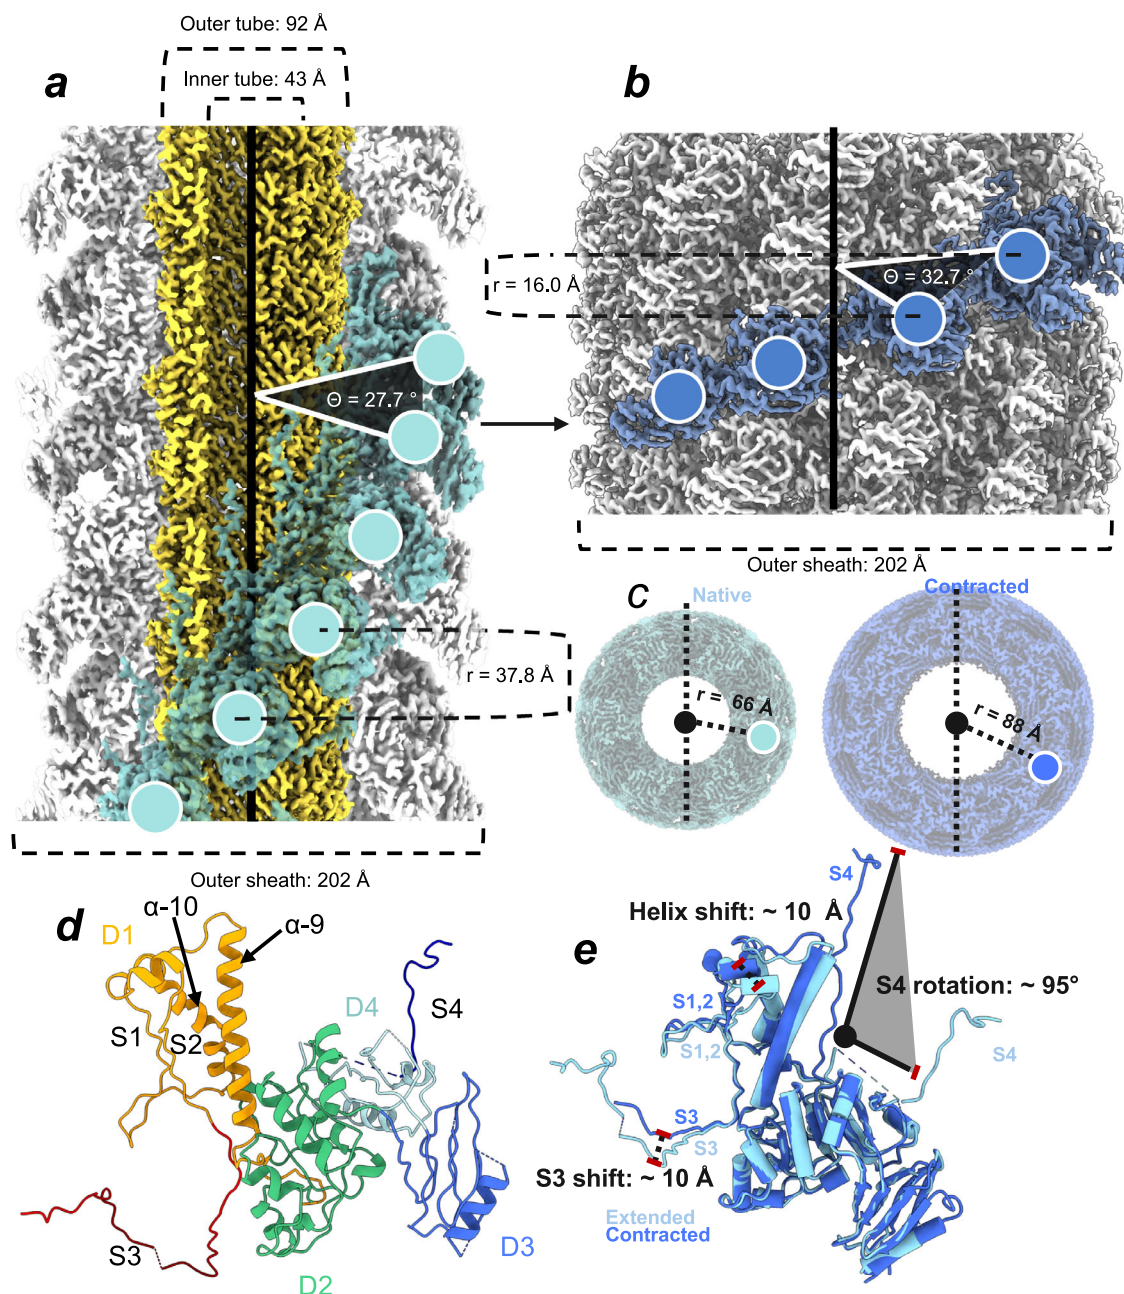 Outer tube: 92 Å
a
Inner tube: 43 Å
b
Θ = 27.7 °
r = 16.0 Å
Θ = 32.7 °
r = 37.8 Å
Outer sheath: 202 Å
Outer sheath: 202 Å
c
Native
Contracted
r = 66 Å
r = 88 Å
d
α-10
α-9
D1
S1
S2
D4
S4
S3
D2
D3
e
S4
Helix shift: ~ 10 Å
S4 rotation: ~ 95°
S1,2
S1,2
S4
S3
S3
S3 shift: ~ 10 Å
Extended
Contracted